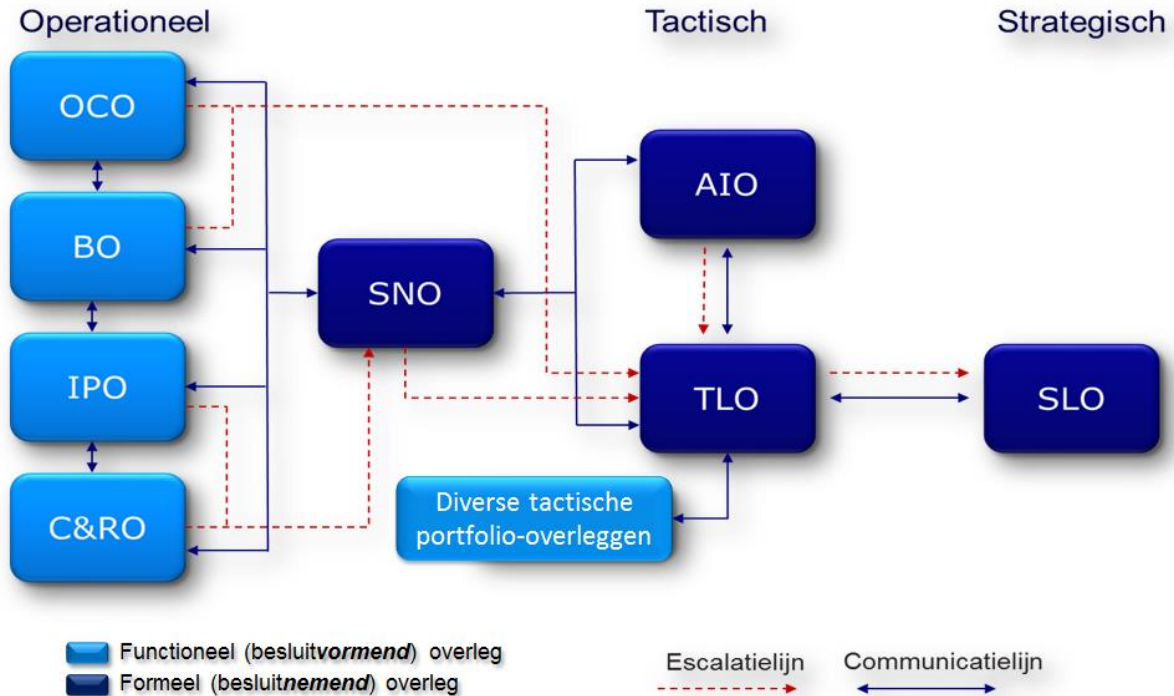 Operationeel
Tactisch
Strategisch
OCO
BO
IPO
C&RO
SNO
AIO
TLO
SLO
Diverse tactische
portfolio-overleggen
Functioneel (besluitvormend) overleg
Formeel (besluitnemend) overleg
Escalatielijn
Communicatielijn